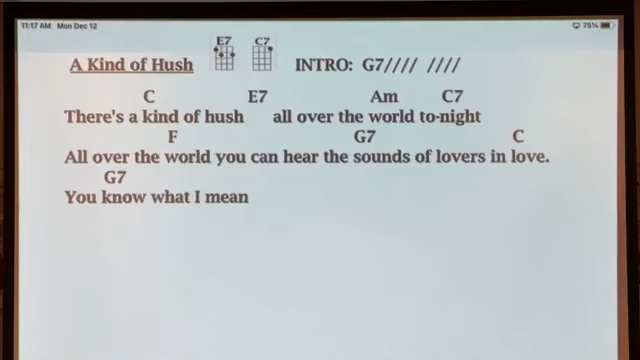 11:17 AM Mon Dec 12 75%
E7 C7
A Kind of Hush INTRO: G7//// ////
C E7 Am C7
There's a kind of hush all over the world to-night
F G7 C
All over the world you can hear the sounds of lovers in love.
G7
You know what I mean